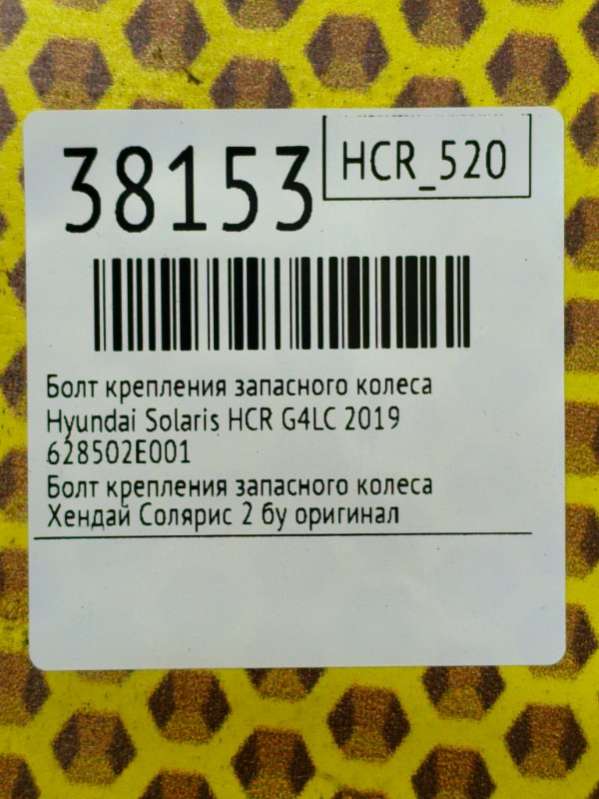 38153
HCR_520
Болт крепления запасного колеса
Hyundai Solaris HCR G4LC 2019
628502E001
Болт крепления запасного колеса
Хендай Солярис 2 бу оригинал